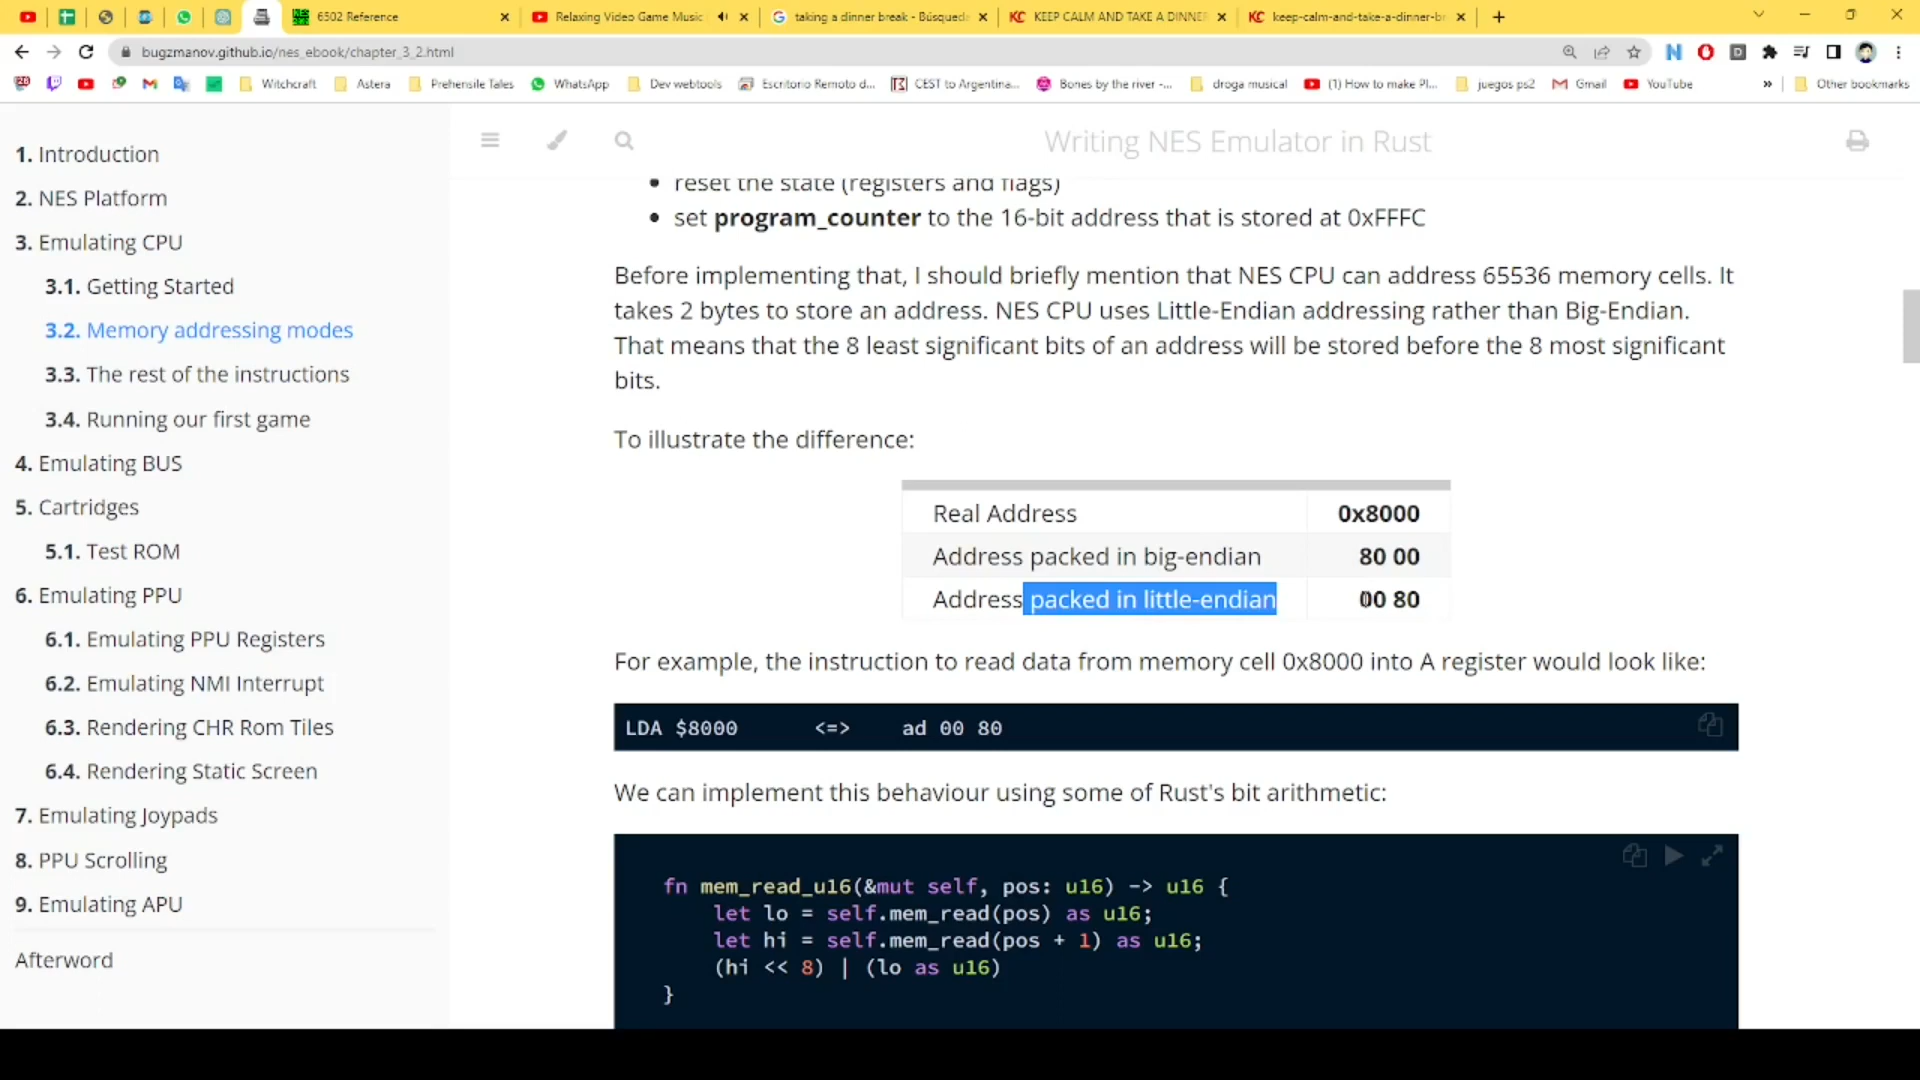 6502 Reference
Relaxing Video Game Music
taking a dinner break - Búsqued
KEEP CALM AND TAKE A DINNE
keep-calm-and-take-a-dinner-br
bugzmanov.github.io/nes_ebook/chapter_3_2.html
Witchcraft
Astera
Prehensile Tales
WhatsApp
Dev webtools
Escritorio Remoto d...
CEST to Argentina...
Bones by the river -...
droga musical
(1) How to make Pl...
juegos ps2
Gmail
YouTube
»
Other bookmarks
1. Introduction
2. NES Platform
3. Emulating CPU
3.1. Getting Started
3.2. Memory addressing modes
3.3. The rest of the instructions
3.4. Running our first game
4. Emulating BUS
5. Cartridges
5.1. Test ROM
6. Emulating PPU
6.1. Emulating PPU Registers
6.2. Emulating NMI Interrupt
6.3. Rendering CHR Rom Tiles
6.4. Rendering Static Screen
7. Emulating Joypads
8. PPU Scrolling
9. Emulating APU
Afterword
Writing NES Emulator in Rust
• reset the state (registers and flags)
• set program_counter to the 16-bit address that is stored at 0xFFFC
Before implementing that, I should briefly mention that NES CPU can address 65536 memory cells. It
takes 2 bytes to store an address. NES CPU uses Little-Endian addressing rather than Big-Endian.
That means that the 8 least significant bits of an address will be stored before the 8 most significant
bits.
To illustrate the difference:
Real Address 0x8000
Address packed in big-endian 80 00
Address packed in little-endian 00 80
For example, the instruction to read data from memory cell 0x8000 into A register would look like:
LDA $8000 <=> ad 00 80
We can implement this behaviour using some of Rust's bit arithmetic:
fn mem_read_u16(&mut self, pos: u16) -> u16 {
let lo = self.mem_read(pos) as u16;
let hi = self.mem_read(pos + 1) as u16;
(hi << 8) | (lo as u16)
}